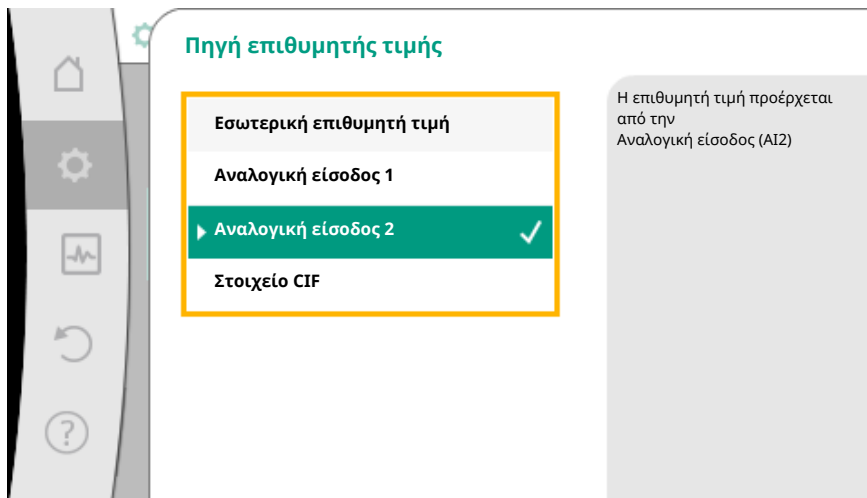 Πηγή επιθυμητής τιμής
Εσωτερική επιθυμητή τιμή
Αναλογική είσοδος 1
Αναλογική είσοδος 2
Στοιχείο CIF
Η επιθυμητή τιμή προέρχεται
από την
Αναλογική είσοδος (AI2)